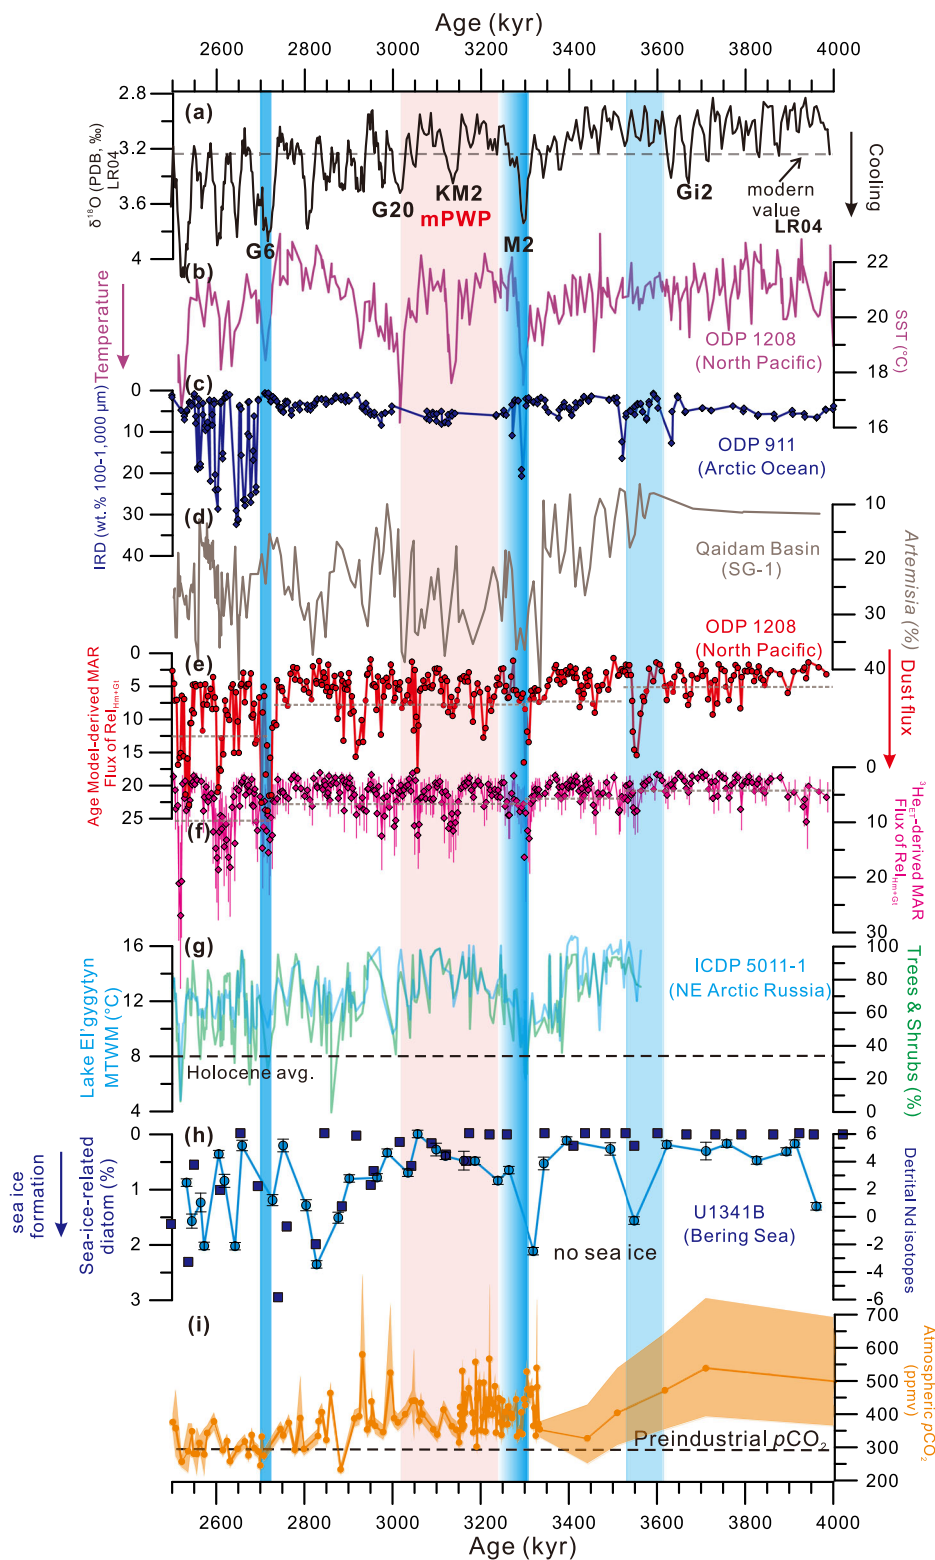 Age (kyr)
2600 2800 3000 3200 3400 3600 3800 4000
(a)
2.8
3.2
3.6
4
δ¹⁸O (PDB, ‰)
LR04
G6
G20
KM2
mPWP
M2
Gi2
modern
value
LR04
Cooling
(b)
Temperature
22
20
18
16
SST (°C)
ODP 1208
(North Pacific)
(c)
0
10
20
30
40
IRD (wt.% 100-1,000 μm)
ODP 911
(Arctic Ocean)
(d)
10
20
30
40
Artemisia (%)
Qaidam Basin
(SG-1)
ODP 1208
(North Pacific)
(e)
0
5
10
15
20
25
Age Model-derived MAR
Flux of Rel Hm+Gt
Dust flux
(f)
0
10
20
30
³He ET-derived MAR
Flux of Rel Hm+Gt
(g)
16
12
8
4
Lake El'gygytyn
MTWM (°C)
ICDP 5011-1
(NE Arctic Russia)
Holocene avg.
100
80
60
40
20
0
Trees & Shrubs (%)
(h)
0
1
2
3
sea ice
formation
Sea-ice-related
diatom (%)
U1341B
(Bering Sea)
no sea ice
6
4
2
0
-2
-4
-6
Detrital Nd isotopes
(i)
700
600
500
400
300
200
Atmospheric pCO₂
(ppmv)
Preindustrial pCO₂
2600 2800 3000 3200 3400 3600 3800 4000
Age (kyr)